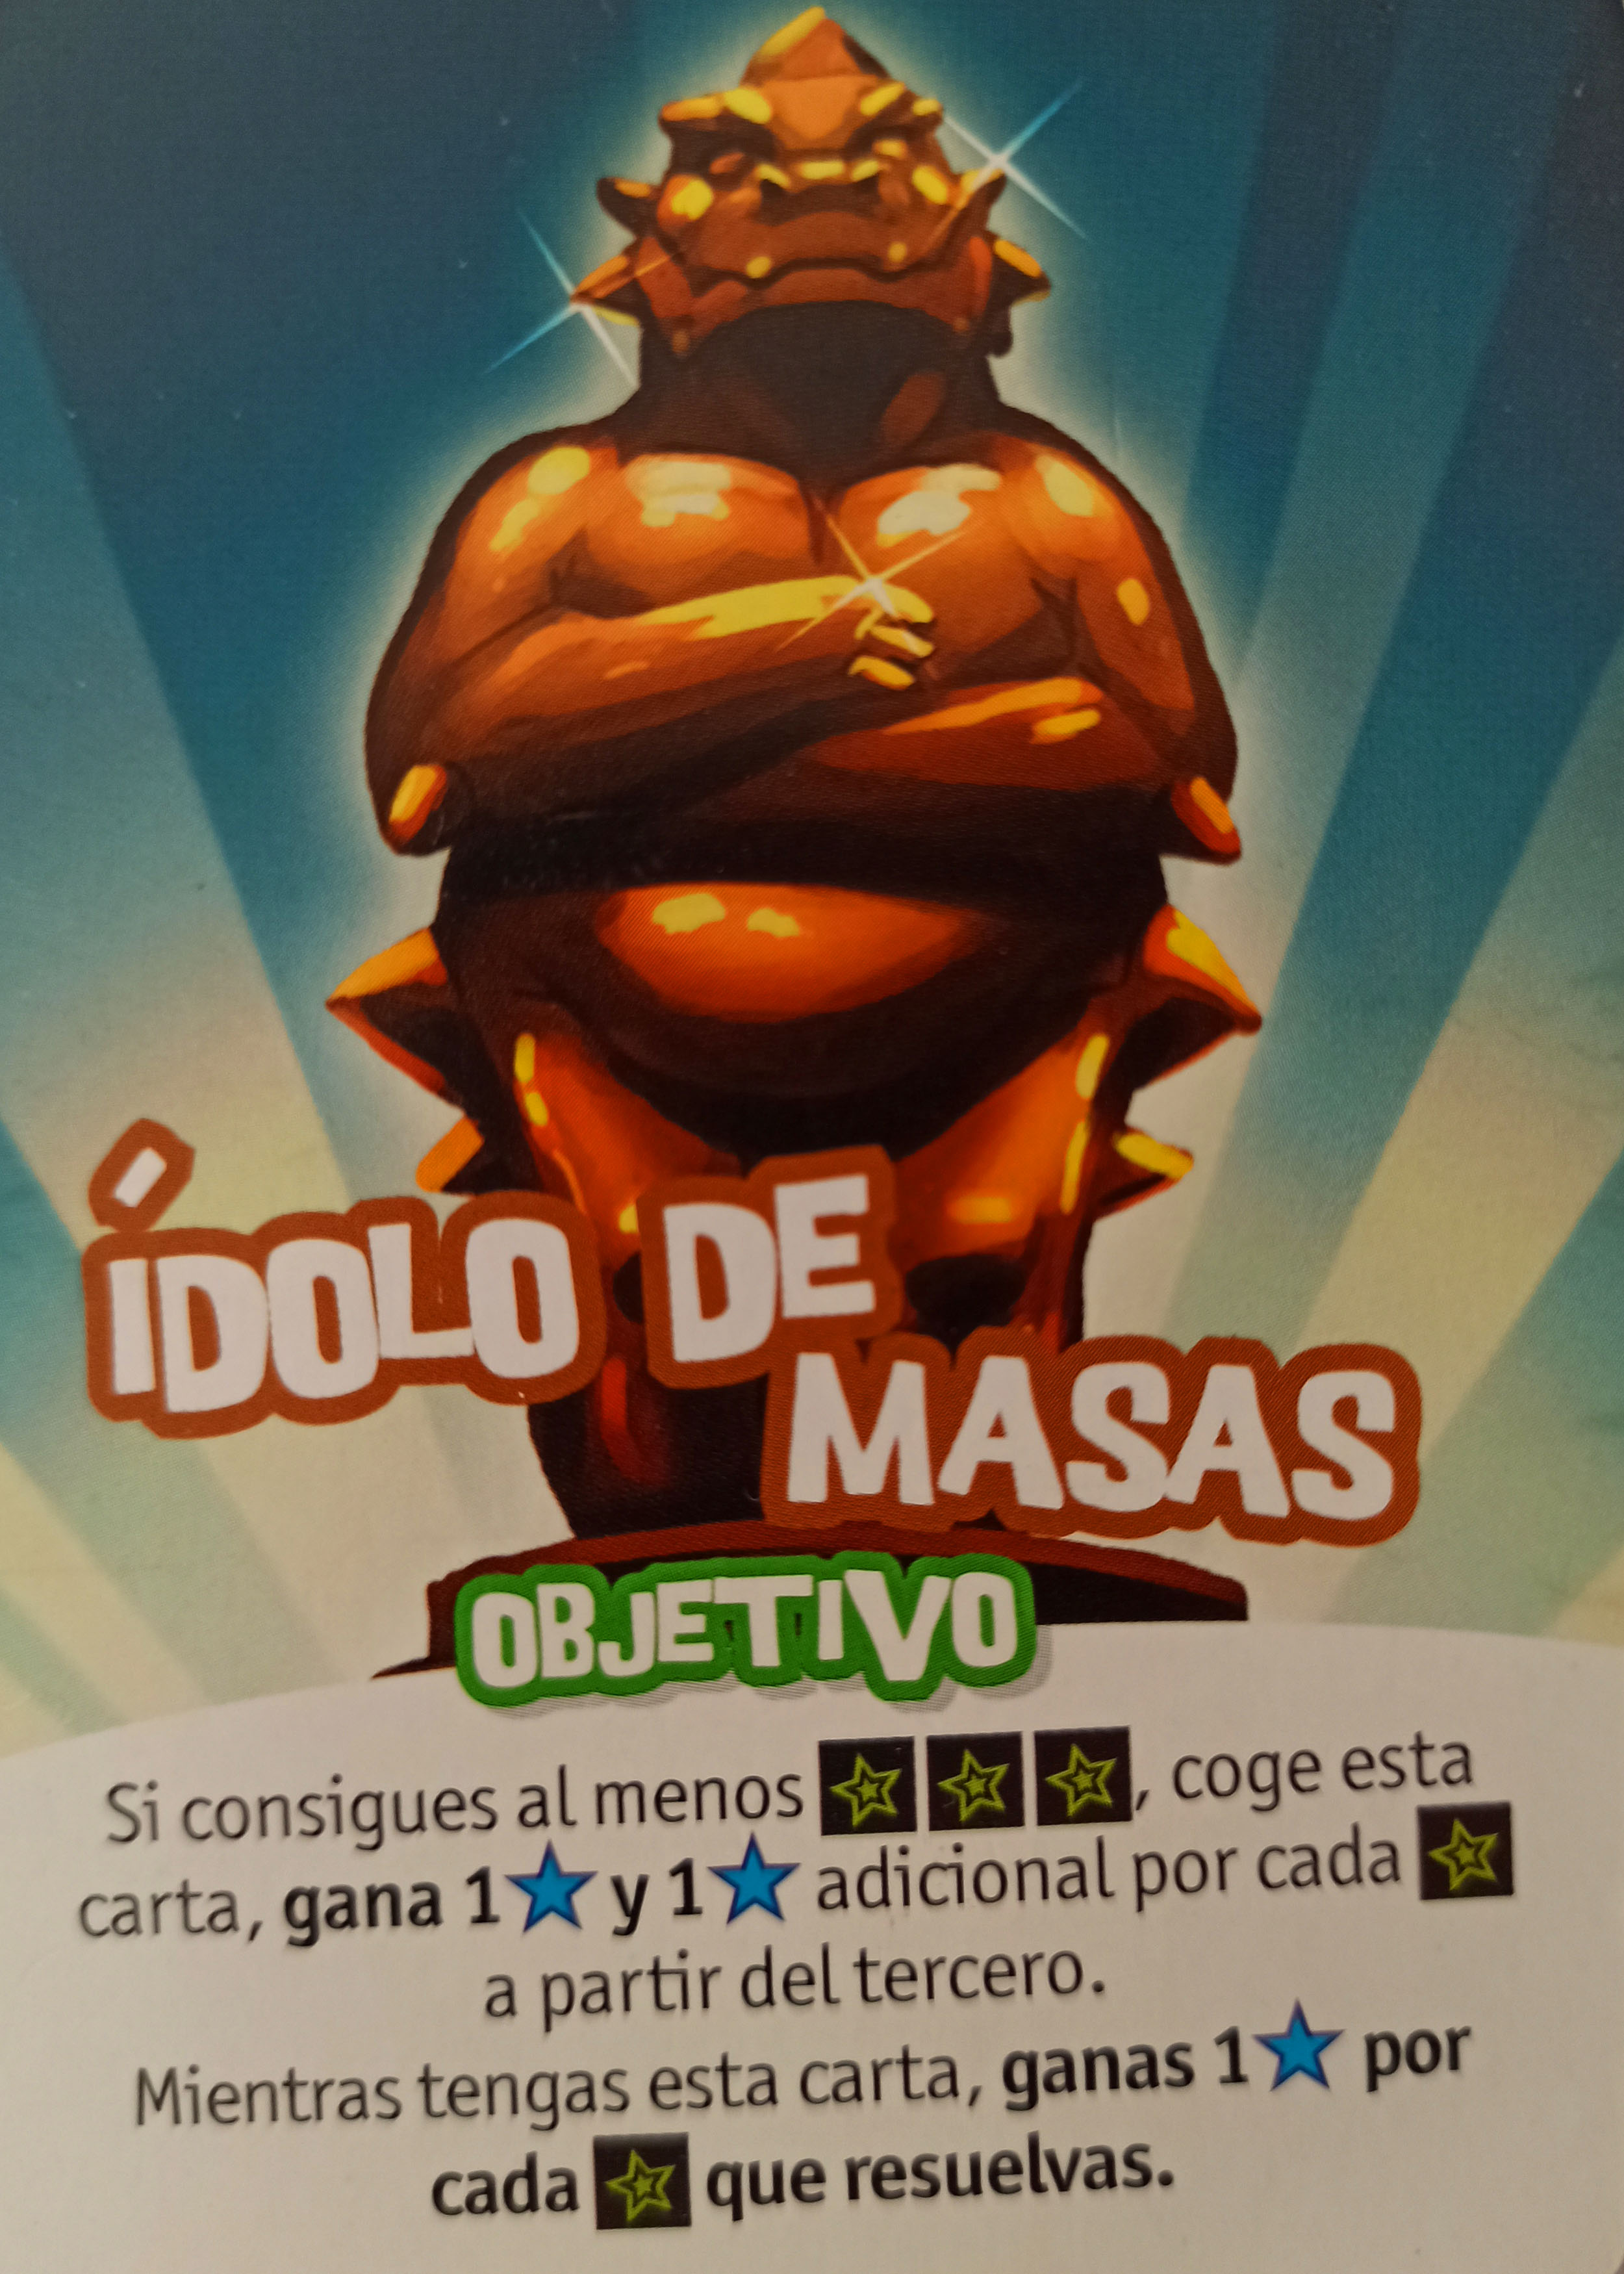 ÍDOLO DE
MASAS
OBJETIVO
Si consigues al menos , coge esta
carta, gana 1 y 1 adicional por cada
a partir del tercero.
Mientras tengas esta carta, ganas 1 por
cada que resuelvas.